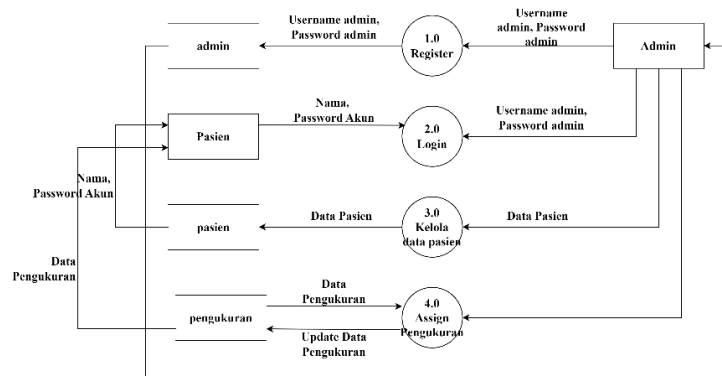 Username admin,
Password admin
Username
admin, Password
admin
admin
1.0
Register
Admin
Nama,
Password Akun
Username admin,
Password admin
Pasien
2.0
Login
Nama,
Password Akun
Data Pasien
Data Pasien
pasien
3.0
Kelola
data pasien
Data
Pengukuran
Data
Pengukuran
pengukuran
4.0
Assign
Pengukuran
Update Data
Pengukuran